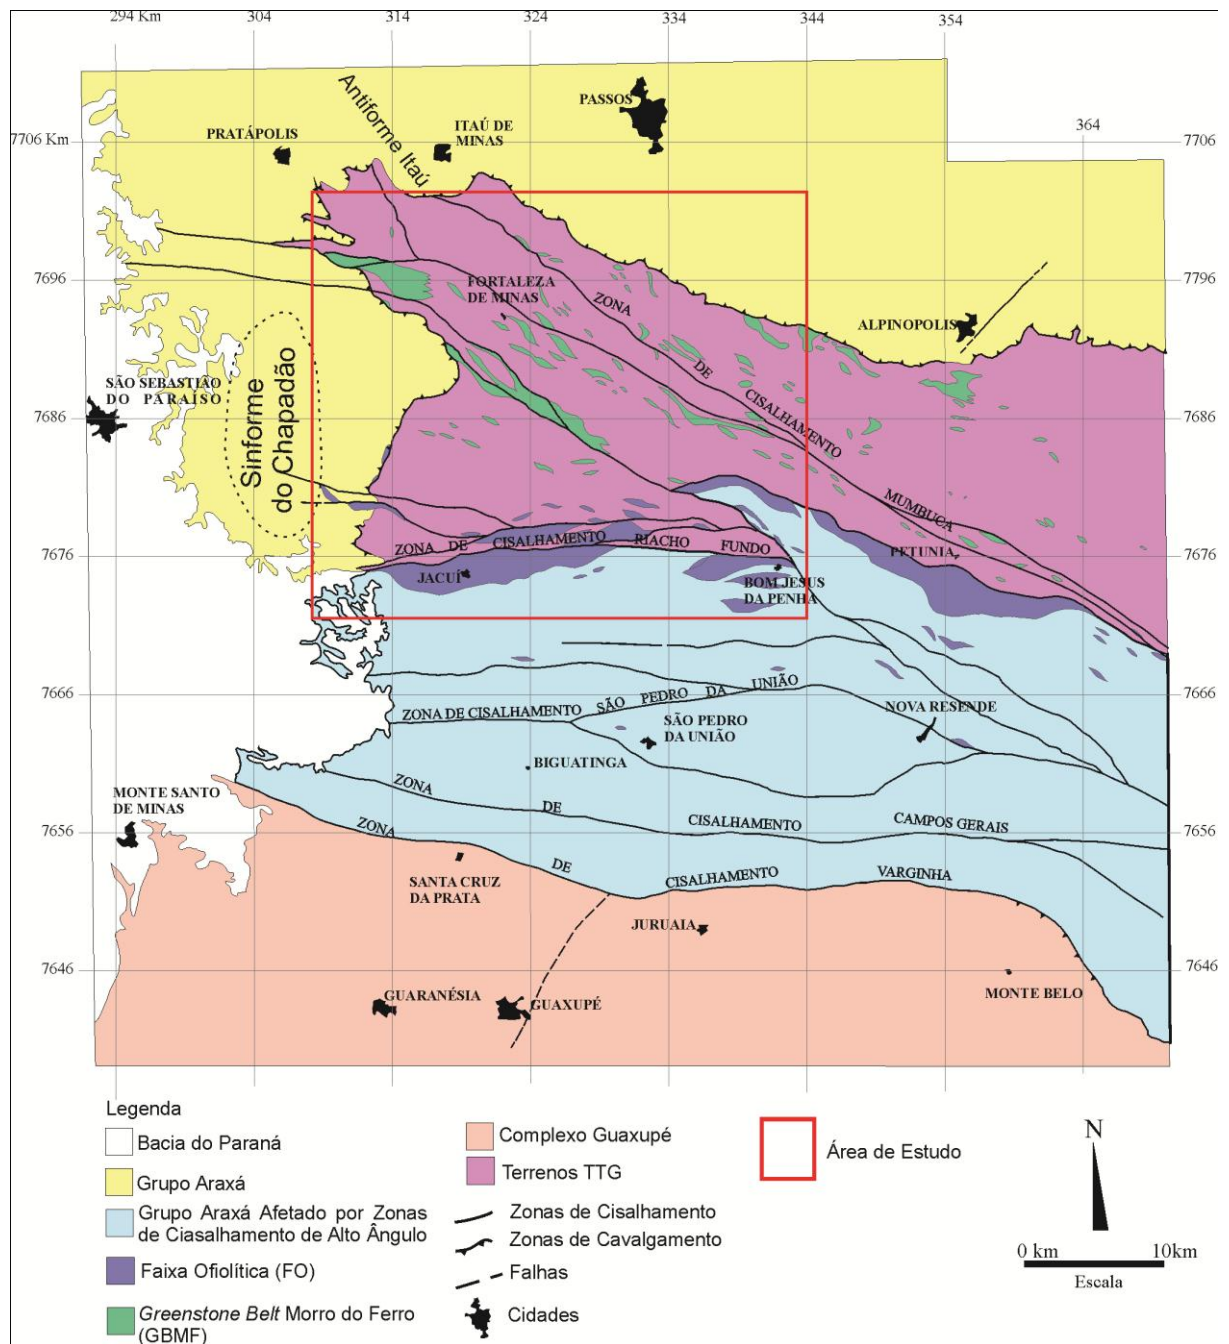 294 Km
304
314
324
334
344
354
Antiforme Itaú
PASSOS
7706 Km
PRATÁPOLIS
ITAÚ DE
MINAS
364
7706
7696
FORTALEZA
DE MINAS
7796
ALPINOPOLIS
ZONA DE CISALHAMENTO MUMBUCA
SÃO SEBASTIÃO
DO PARAÍSO
Sinforme
do Chapadão
7686
7686
7676
ZONA DE CISALHAMENTO RIACHO FUNDO
PETUNIA
7676
JACUÍ
BOM JESUS
DA PENHA
7666
ZONA DE CISALHAMENTO SÃO PEDRO DA UNIÃO
NOVA RESENDE
7666
SÃO PEDRO
DA UNIÃO
BIGUATINGA
MONTE SANTO
DE MINAS
ZONA DE CISALHAMENTO CAMPOS GERAIS
7656
7656
ZONA DE CISALHAMENTO VARGINHA
SANTA CRUZ
DA PRATA
JURUAIA
7646
7646
GUARANÉSIA
GUAXUPÉ
MONTE BELO
Legenda
Bacia do Paraná
Grupo Araxá
Grupo Araxá Afetado por Zonas
de Ciasalhamento de Alto Ângulo
Faixa Ofiolítica (FO)
Greenstone Belt Morro do Ferro
(GBMF)
Complexo Guaxupé
Terrenos TTG
Zonas de Cisalhamento
Zonas de Cavalgamento
Falhas
Cidades
Área de Estudo
N
0 km
10km
Escala